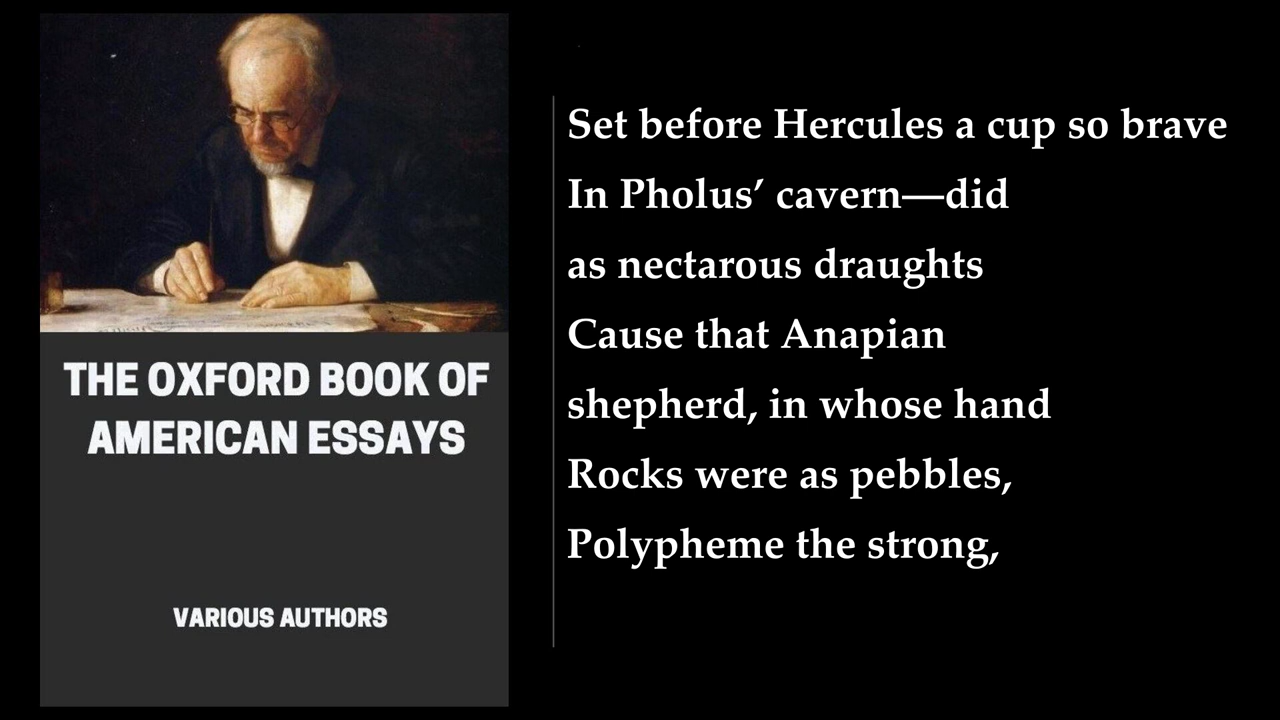 THE OXFORD BOOK OF
AMERICAN ESSAYS
VARIOUS AUTHORS
Set before Hercules a cup so brave
In Pholus’ cavern—did
as nectarous draughts
Cause that Anapian
shepherd, in whose hand
Rocks were as pebbles,
Polypheme the strong,